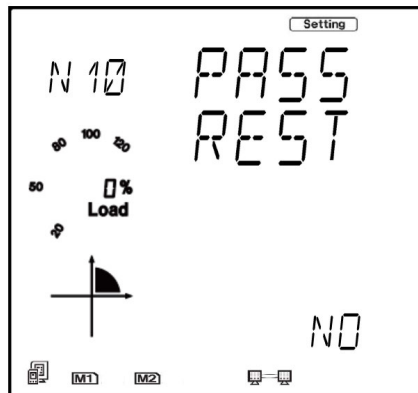 Setting
N 10
PASS
REST
100
80
120
50
0%
Load
20
NO
M1
M2